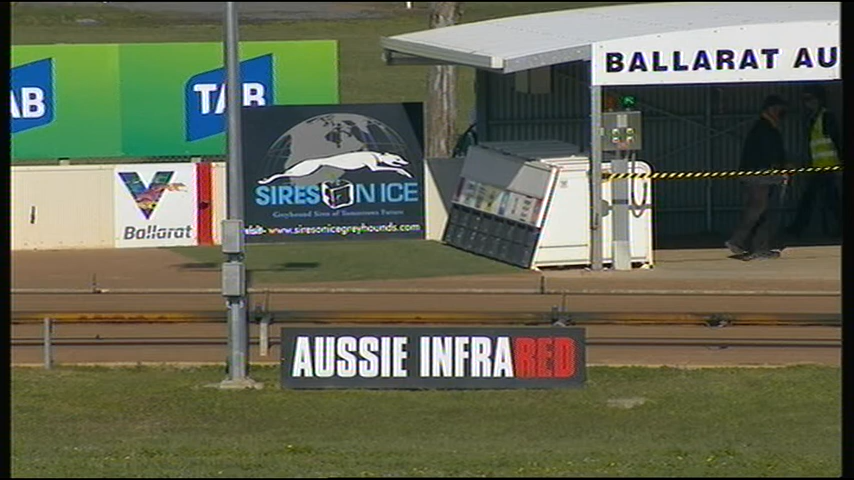 BALLARAT AU
TAB
TAB
SIRES ON ICE
Greyhound Sires of Tomorrows Future
visit- www.siresonicegreyhounds.com
V
Ballarat
AUSSIE INFRARED